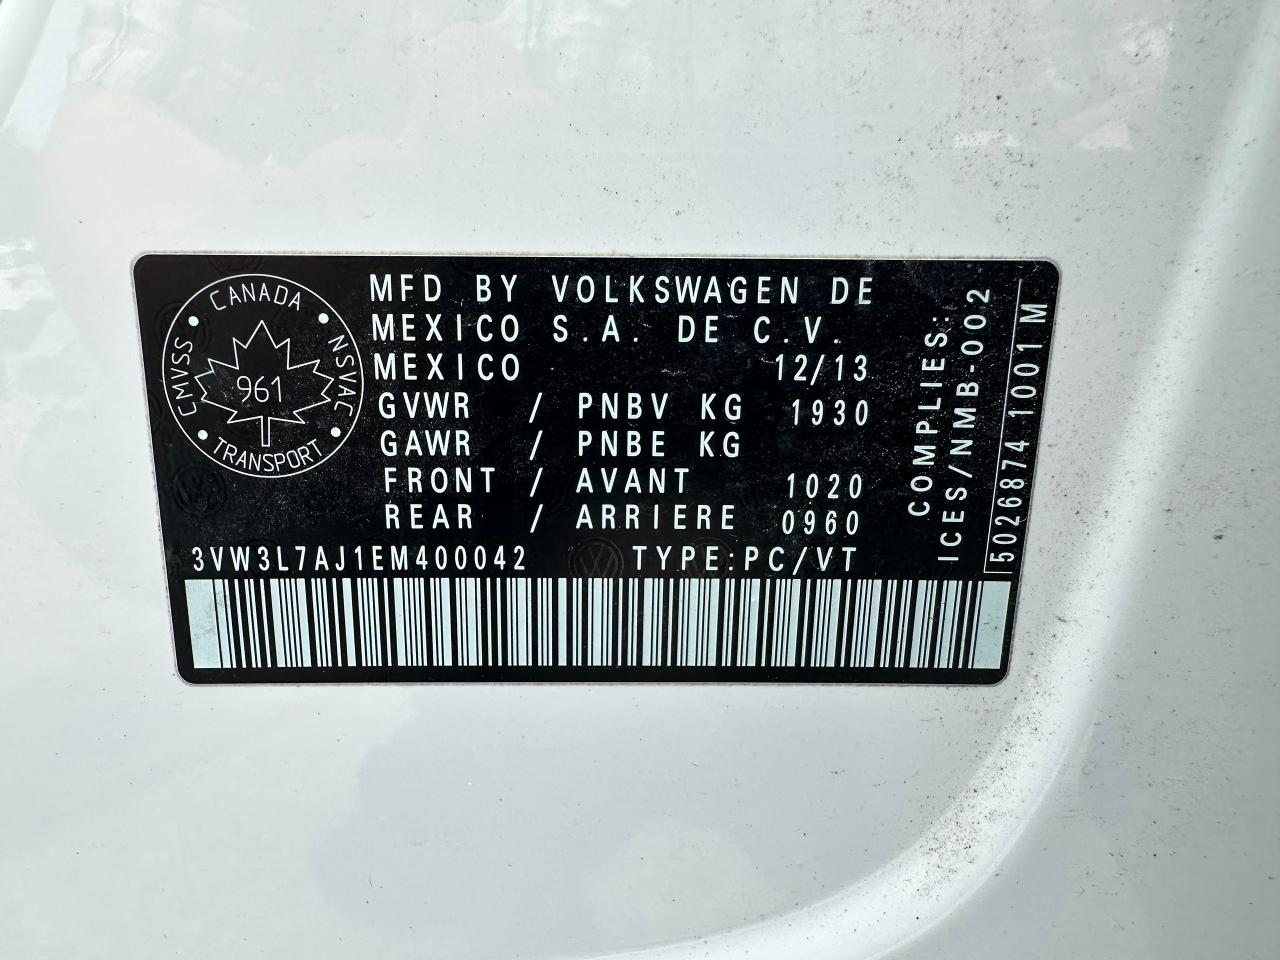 CANADA
CMVSS
NSVAC
961
TRANSPORT
MFD BY VOLKSWAGEN DE
MEXICO S.A. DE C.V.
MEXICO 12/13
GVWR / PNBV KG 1930
GAWR / PNBE KG
FRONT / AVANT 1020
REAR / ARRIERE 0960
3VW3L7AJ1EM400042 TYPE:PC/VT
COMPLIES:
ICES/NMB-002
5026874 1001 M